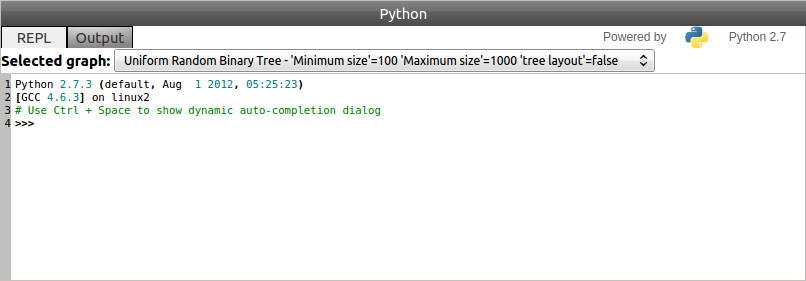 Python
REPL Output Powered by Python 2.7
Selected graph: Uniform Random Binary Tree - 'Minimum size'=100 'Maximum size'=1000 'tree layout'=false
1 Python 2.7.3 (default, Aug  1 2012, 05:25:23)
2 [GCC 4.6.3] on linux2
3 # Use Ctrl + Space to show dynamic auto-completion dialog
4 >>>